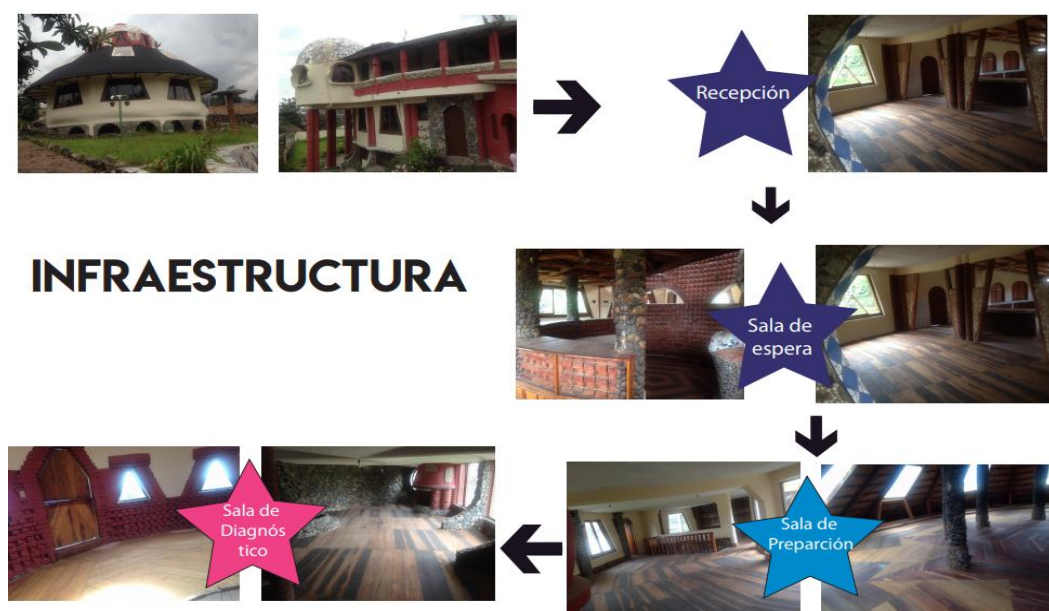 Recepción
INFRAESTRUCTURA
Sala de
espera
Sala de
Diagnós
tico
Sala de
Preparción